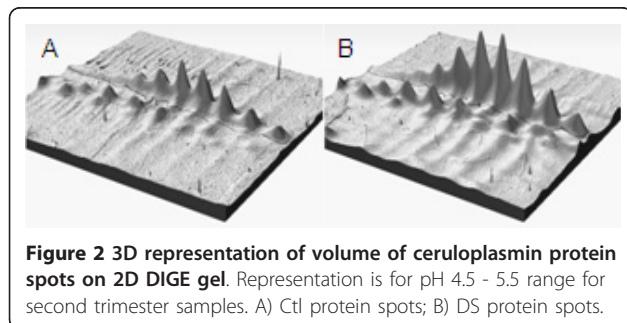 A
B
Figure 2 3D representation of volume of ceruloplasmin protein
spots on 2D DIGE gel. Representation is for pH 4.5 - 5.5 range for
second trimester samples. A) Ctl protein spots; B) DS protein spots.